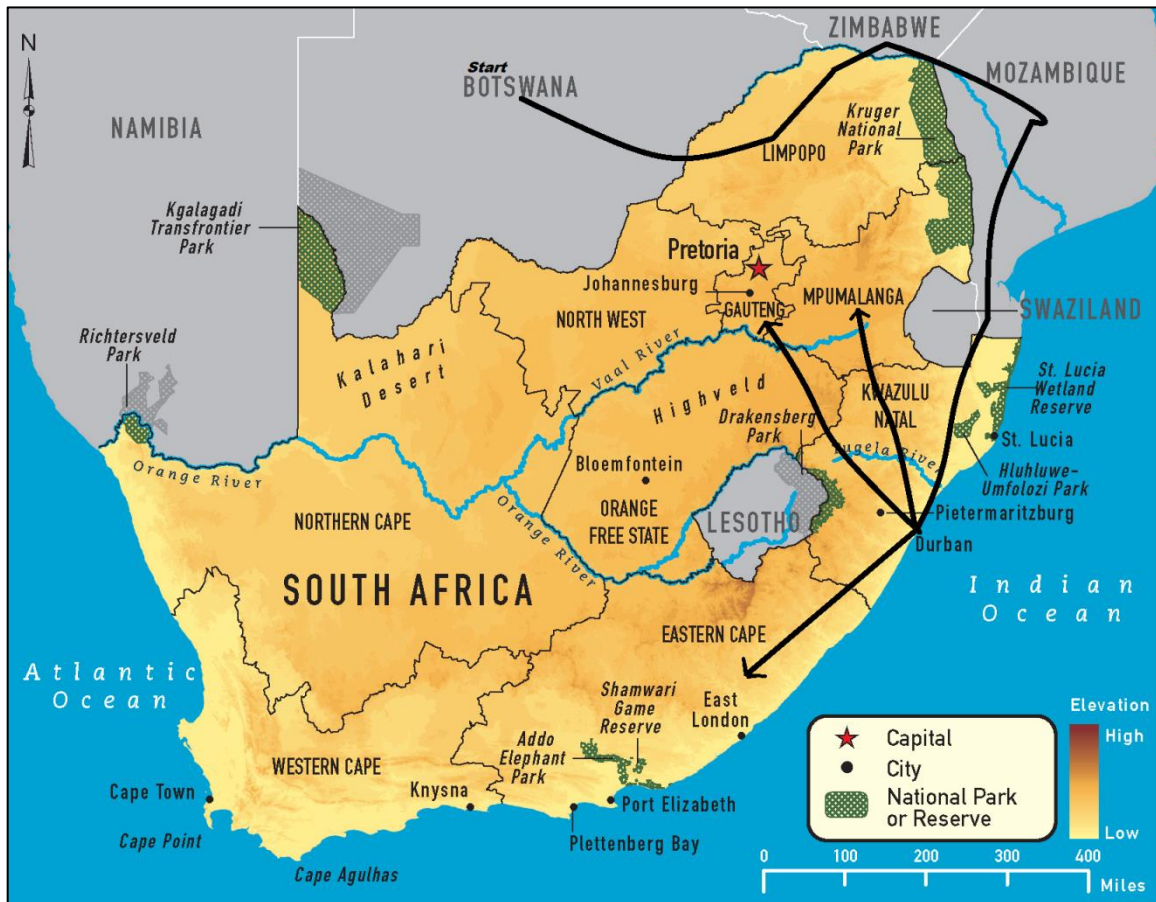 ZIMBABWE
N
Start
BOTSWANA
MOZAMBIQUE
NAMIBIA
Kruger
National
Park
LIMPOPO
Kgalagadi
Transfrontier
Park
Pretoria
Johannesburg
GAUTENG
MPUMALANGA
SWAZILAND
NORTH WEST
Richtersveld
Park
Kalahari
Desert
Vaal River
Highveld
KWAZULU
NATAL
St. Lucia
Wetland
Reserve
Drakensberg
Park
St. Lucia
Tugela River
Hluhluwe-
Umfolozi Park
Orange River
Bloemfontein
ORANGE
FREE STATE
NORTHERN CAPE
Orange River
LESOTHO
Pietermaritzburg
Durban
SOUTH AFRICA
Indian
Ocean
EASTERN CAPE
Atlantic
Ocean
Shamwari
Game
Reserve
East
London
Addo
Elephant
Park
WESTERN CAPE
Cape Town
Knysna
Port Elizabeth
Cape Point
Plettenberg Bay
Cape Agulhas
Elevation
High
Low
Capital
City
National Park
or Reserve
0 100 200 300 400
Miles